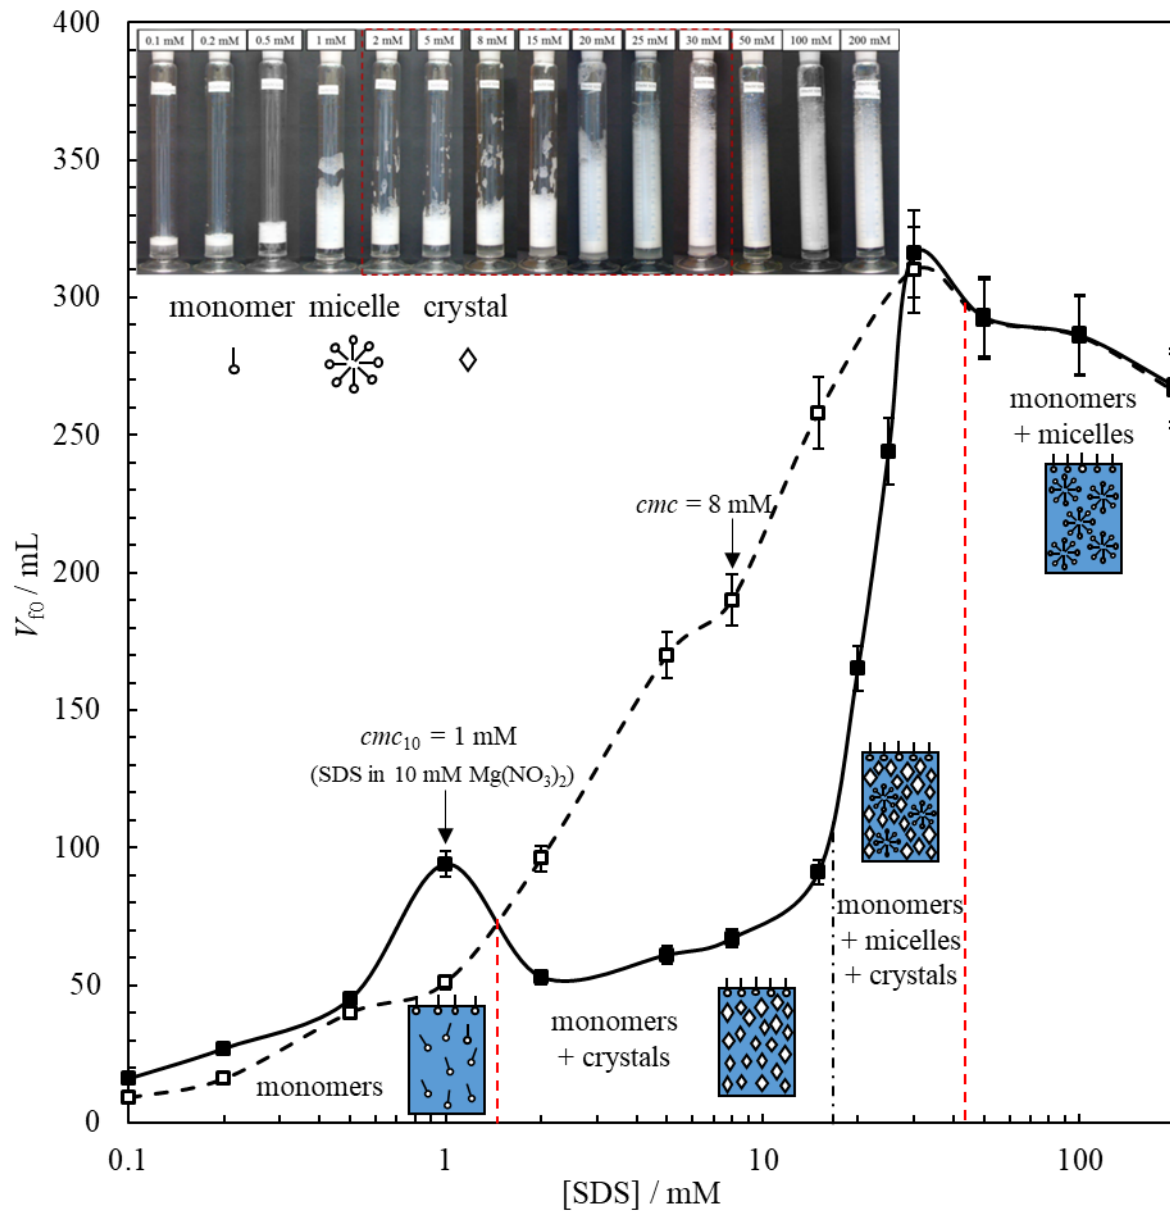 400
350
300
250
200
150
100
50
0
V_f0 / mL
0.1 mM 0.2 mM 0.5 mM 1 mM 2 mM 5 mM 8 mM 15 mM 20 mM 25 mM 30 mM 50 mM 100 mM 200 mM
monomer micelle crystal
monomers
+ micelles
cmc = 8 mM
cmc₁₀ = 1 mM
(SDS in 10 mM Mg(NO₃)₂)
monomers
+ micelles
+ crystals
monomers
+ crystals
monomers
0.1 1 10 100
[SDS] / mM